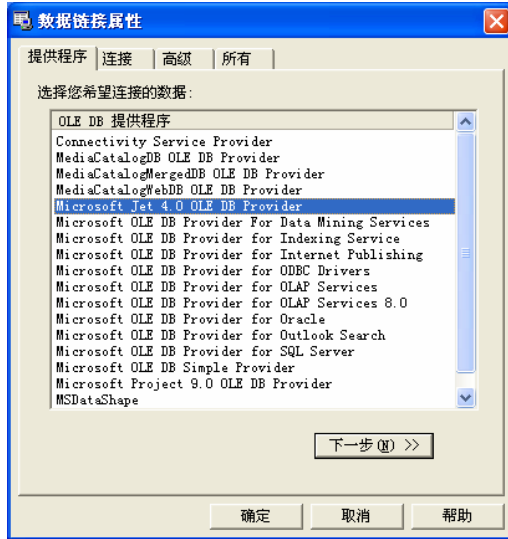 数据链接属性
提供程序 连接 高级 所有
选择您希望连接的数据:
OLE DB 提供程序
Connectivity Service Provider
MediaCatalogDB OLE DB Provider
MediaCatalogMergedDB OLE DB Provider
MediaCatalogWebDB OLE DB Provider
Microsoft Jet 4.0 OLE DB Provider
Microsoft OLE DB Provider For Data Mining Services
Microsoft OLE DB Provider for Indexing Service
Microsoft OLE DB Provider for Internet Publishing
Microsoft OLE DB Provider for ODBC Drivers
Microsoft OLE DB Provider for OLAP Services
Microsoft OLE DB Provider for OLAP Services 8.0
Microsoft OLE DB Provider for Oracle
Microsoft OLE DB Provider for Outlook Search
Microsoft OLE DB Provider for SQL Server
Microsoft OLE DB Simple Provider
Microsoft Project 9.0 OLE DB Provider
MSDataShape
下一步(N) >>
确定 取消 帮助